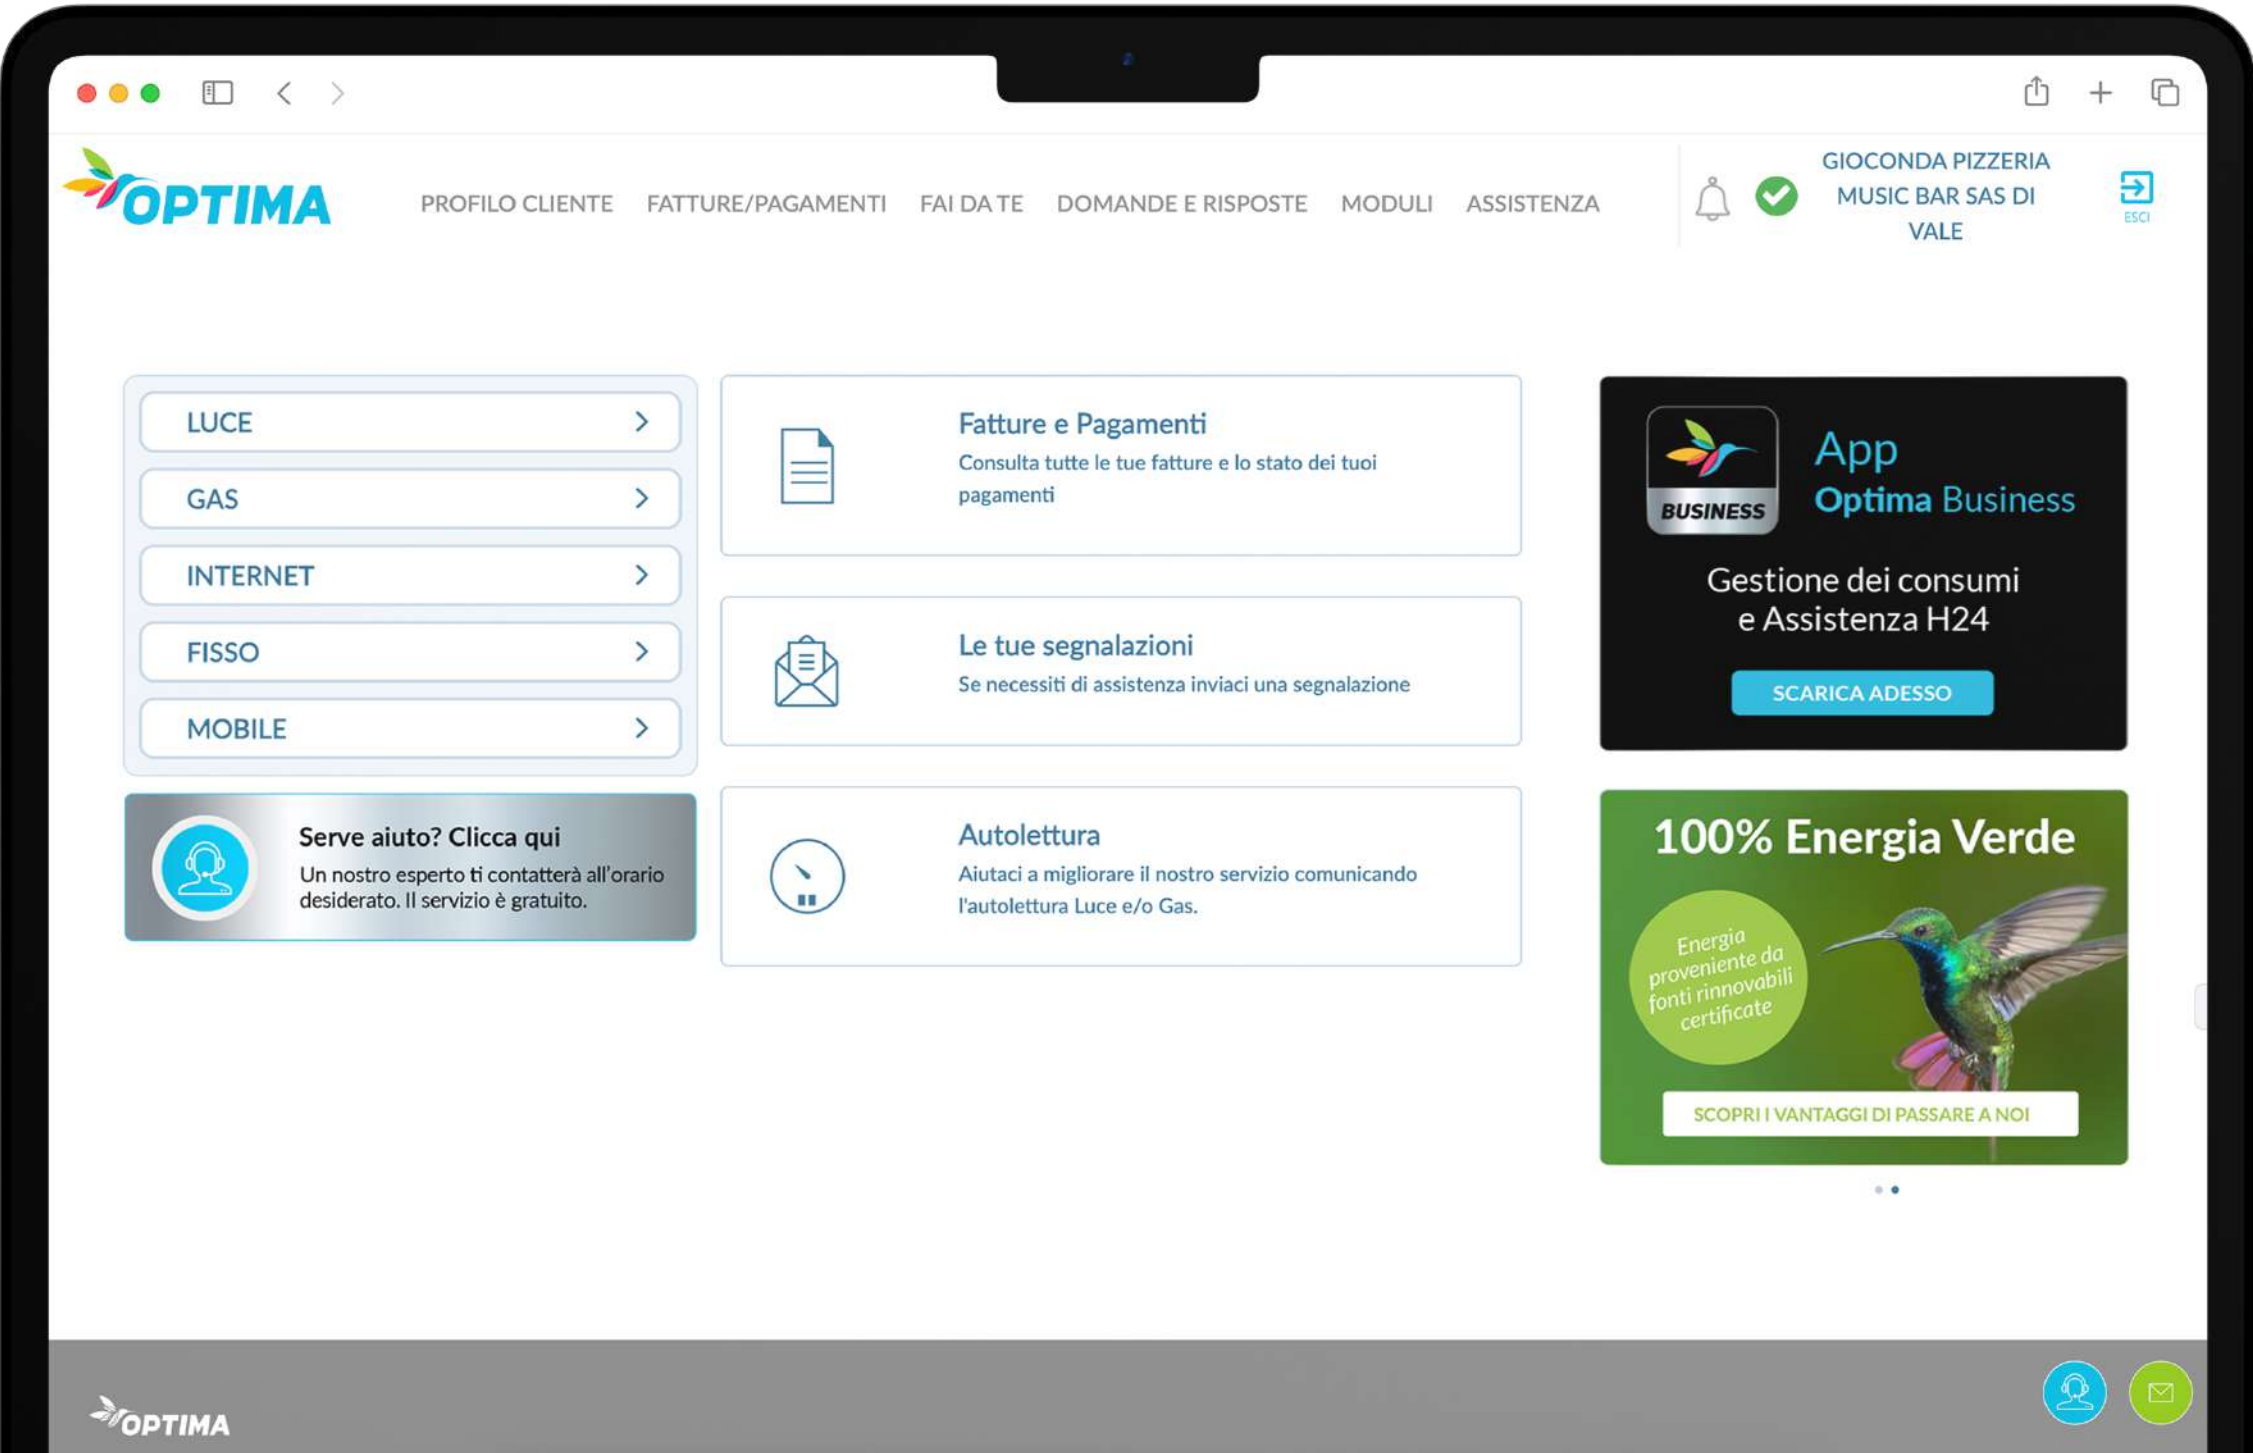 OPTIMA
PROFILO CLIENTE FATTURE/PAGAMENTI FAI DA TE DOMANDE E RISPOSTE MODULI ASSISTENZA
GIOCONDA PIZZERIA
MUSIC BAR SAS DI
VALE
ESCI
LUCE
GAS
INTERNET
FISSO
MOBILE
Serve aiuto? Clicca qui
Un nostro esperto ti contatterà all'orario
desiderato. Il servizio è gratuito.
Fatture e Pagamenti
Consulta tutte le tue fatture e lo stato dei tuoi
pagamenti
Le tue segnalazioni
Se necessiti di assistenza inviaci una segnalazione
Autolettura
Aiutaci a migliorare il nostro servizio comunicando
l'autolettura Luce e/o Gas.
BUSINESS
App
Optima Business
Gestione dei consumi
e Assistenza H24
SCARICA ADESSO
100% Energia Verde
Energia
proveniente da
fonti rinnovabili
certificate
SCOPRI I VANTAGGI DI PASSARE A NOI
OPTIMA